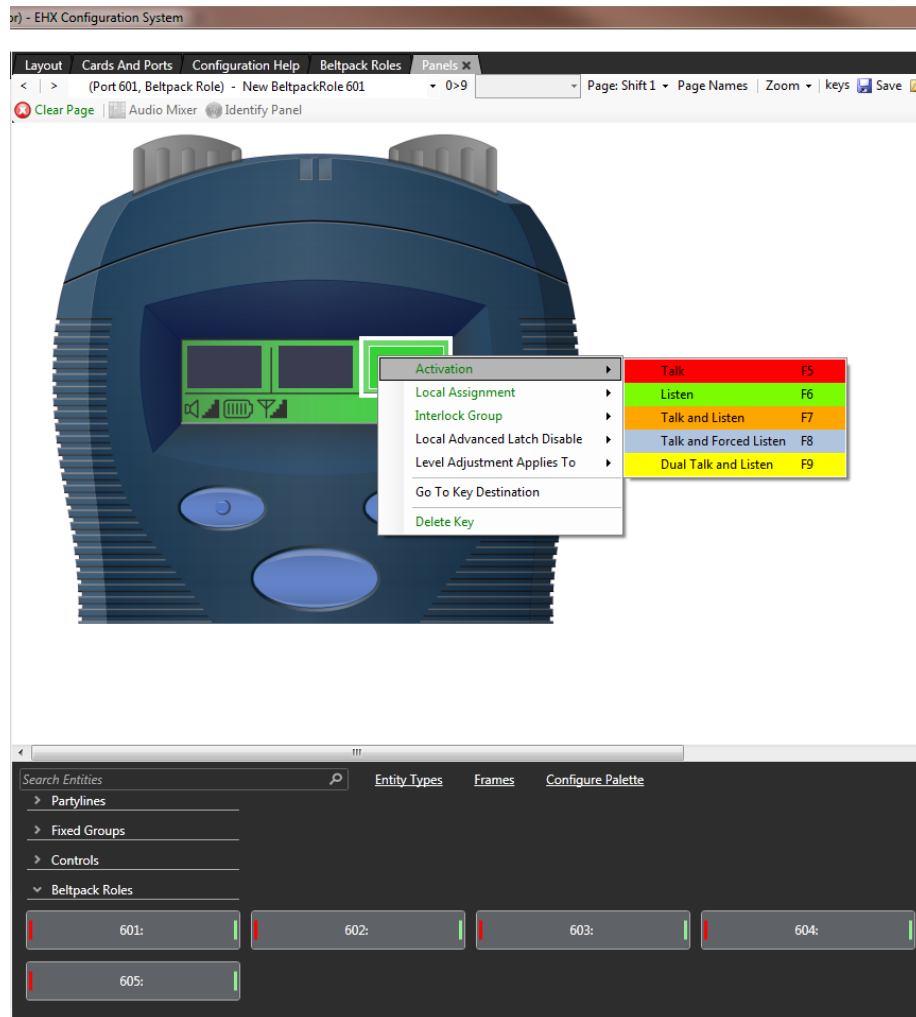 or) - EHX Configuration System
Layout Cards And Ports Configuration Help Beltpack Roles Panels ×
< | > (Port 601, Beltpack Role) - New BeltpackRole 601 0>9 Page: Shift 1 Page Names Zoom keys Save
Clear Page Audio Mixer Identify Panel
Activation
Local Assignment
Interlock Group
Local Advanced Latch Disable
Level Adjustment Applies To
Go To Key Destination
Delete Key
Talk F5
Listen F6
Talk and Listen F7
Talk and Forced Listen F8
Dual Talk and Listen F9
Search Entities Entity Types Frames Configure Palette
Partylines
Fixed Groups
Controls
Beltpack Roles
601: 602: 603: 604:
605: